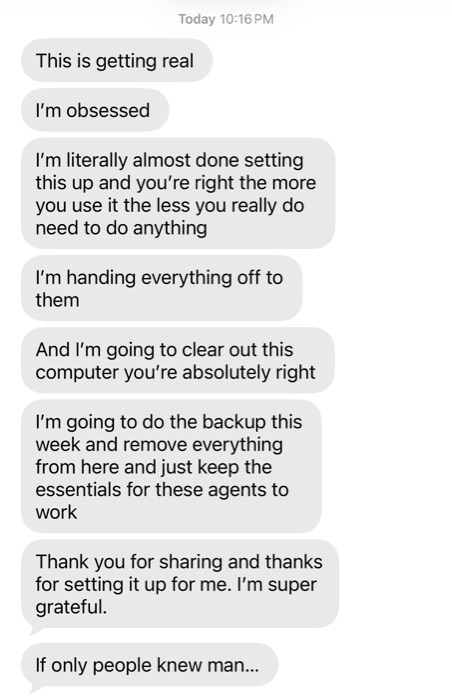 Today 10:16 PM
This is getting real
I'm obsessed
I'm literally almost done setting
this up and you're right the more
you use it the less you really do
need to do anything
I'm handing everything off to
them
And I'm going to clear out this
computer you're absolutely right
I'm going to do the backup this
week and remove everything
from here and just keep the
essentials for these agents to
work
Thank you for sharing and thanks
for setting it up for me. I'm super
grateful.
If only people knew man...